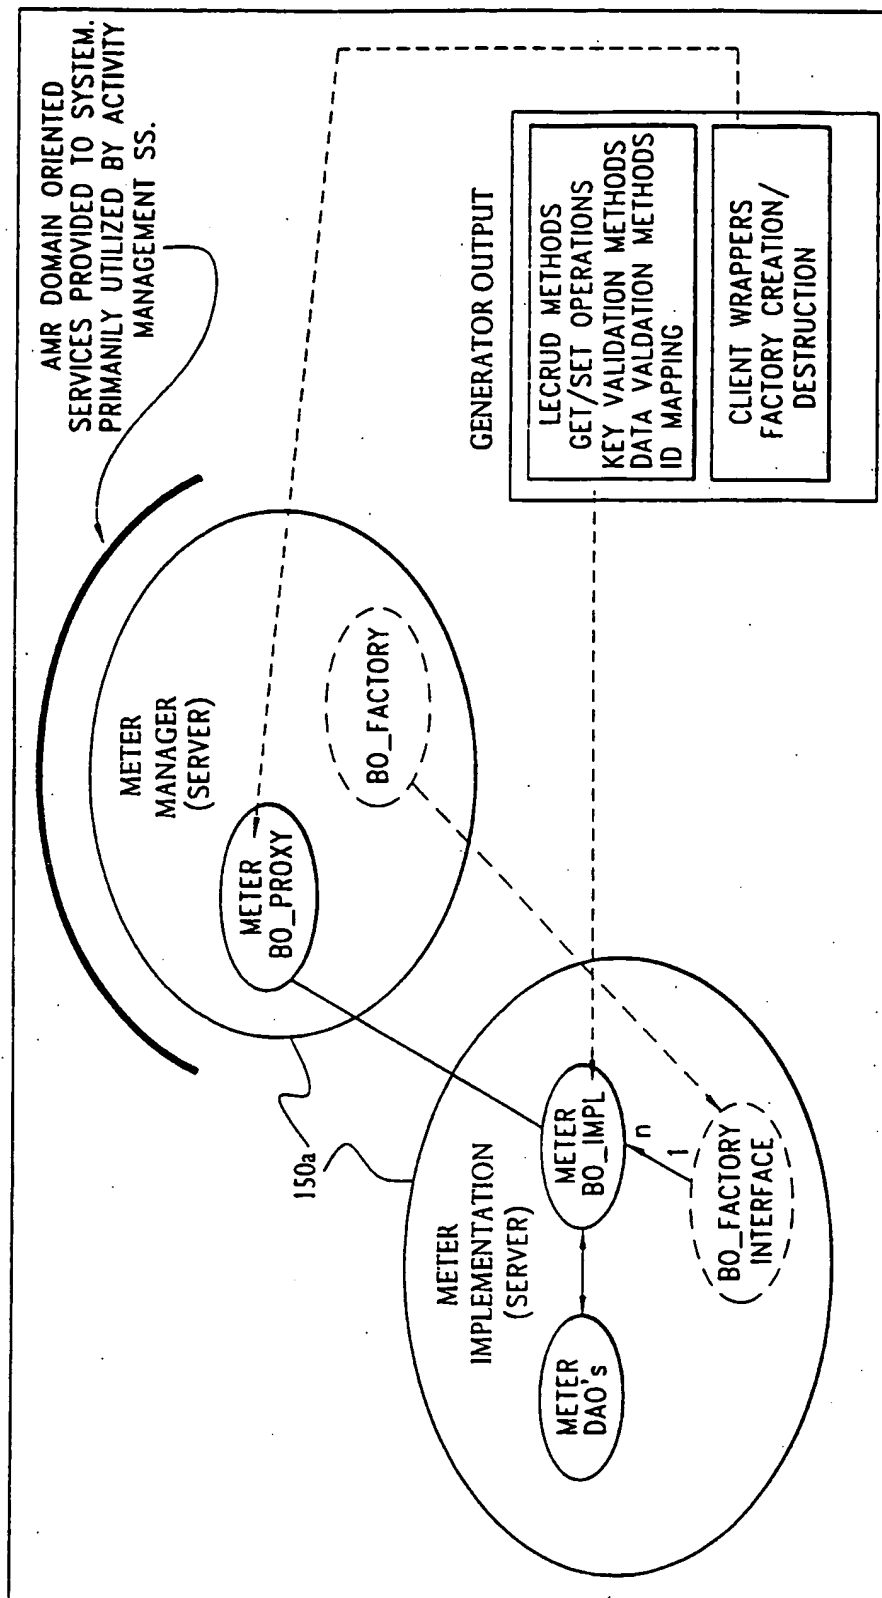 AMR DOMAIN ORIENTED
SERVICES PROVIDED TO SYSTEM.
PRIMANILY UTILIZED BY ACTIVITY
MANAGEMENT SS.
METER
MANAGER
(SERVER)
METER
BO_PROXY
BO_FACTORY
GENERATOR OUTPUT
LECRUD METHODS
GET/SET OPERATIONS
KEY VALIDATION METHODS
DATA VALDATION METHODS
ID MAPPING
CLIENT WRAPPERS
FACTORY CREATION/
DESTRUCTION
150a
METER
IMPLEMENTATION
(SERVER)
METER
BO_IMPL
METER
DAO's
n
1
BO_FACTORY
INTERFACE